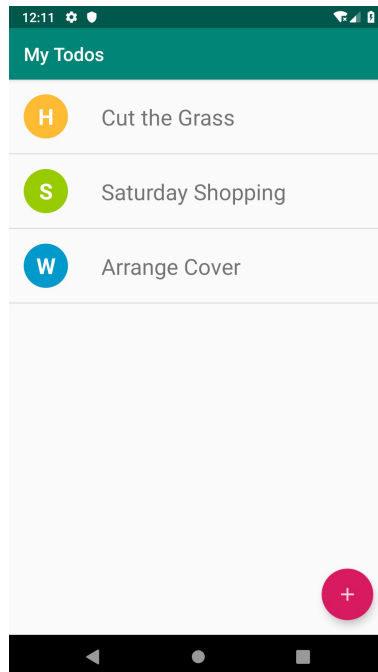 12:11
My Todos
H Cut the Grass
S Saturday Shopping
W Arrange Cover
+